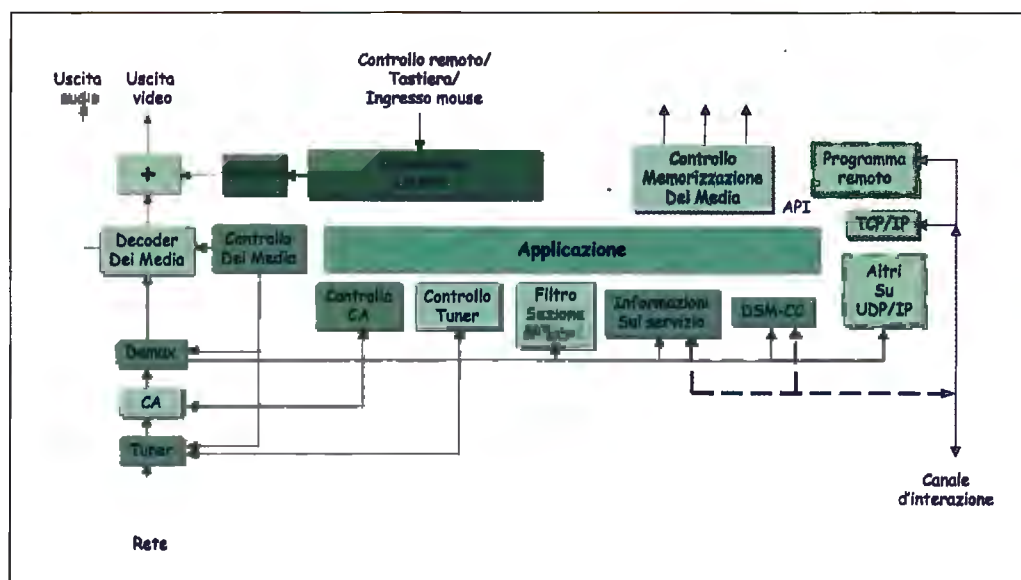 Controllo remoto/
Tastiera/
Ingresso mouse
Uscita
audio
Uscita
video
+
Controllo
Memorizzazione
Dei Media
API
Programma
remoto
TCP/IP
Decoder
Dei Media
Controllo
Dei Media
Applicazione
Altri
Su
UDP/IP
Controllo
CA
Controllo
Tuner
Filtro
Sezione
Informazioni
Sul servizio
DSM-CC
Demux
CA
Tuner
Canale
d'interazione
Rete